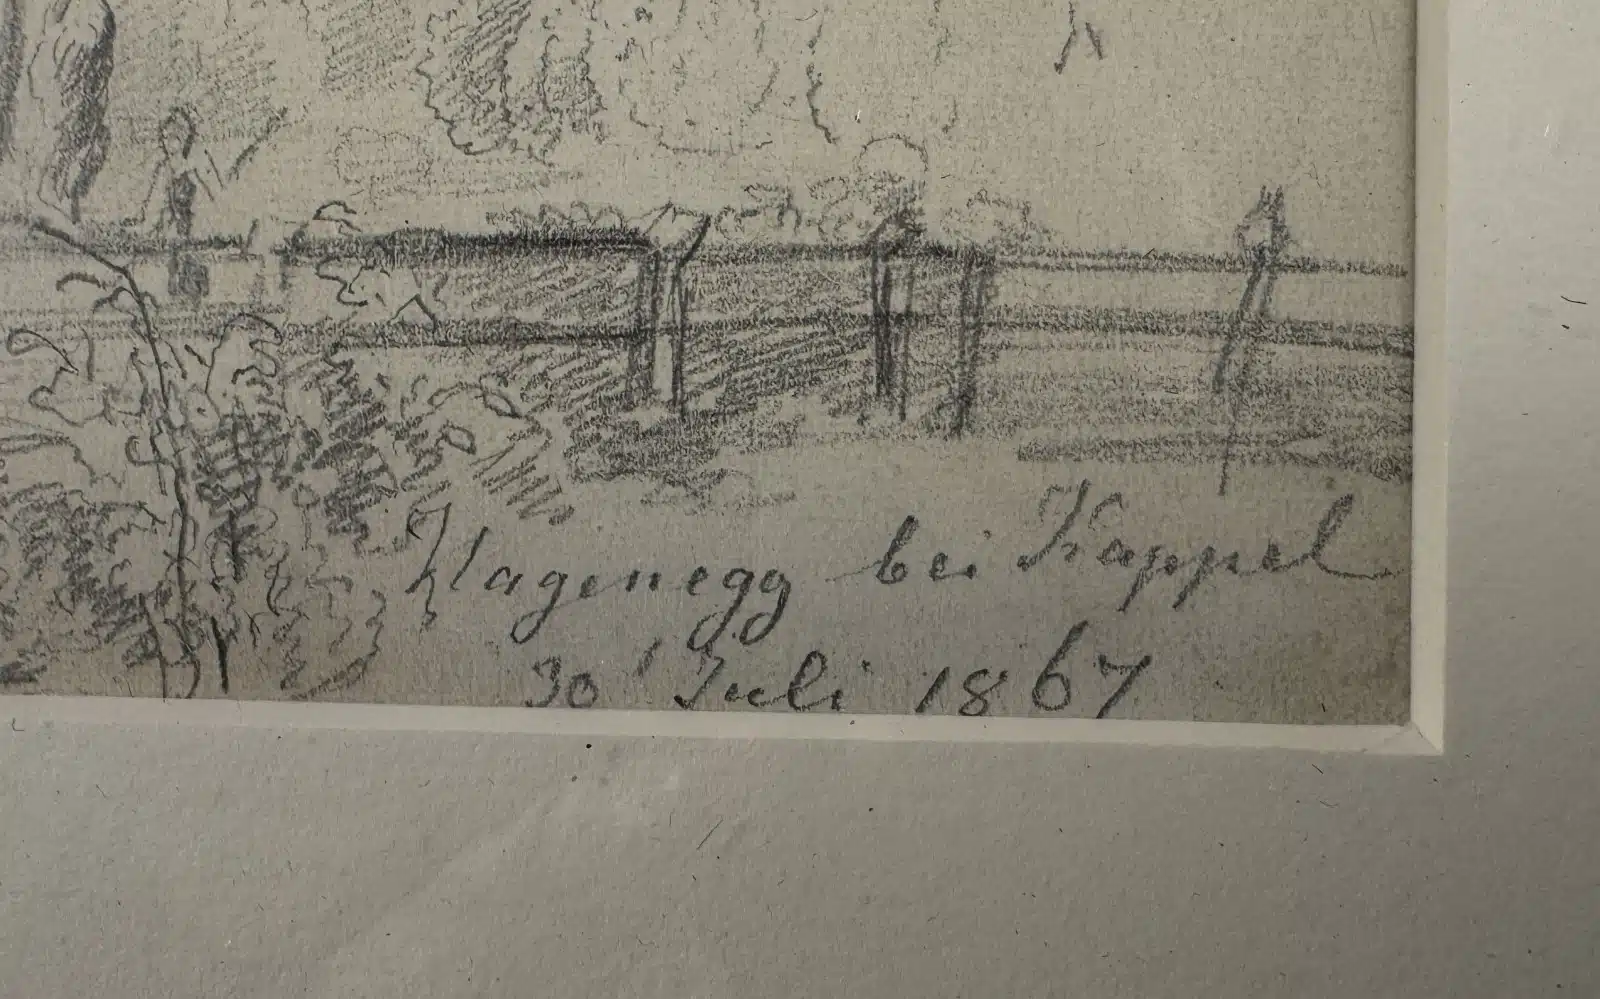 Hagenegg bei Kappel
30' Juli 1867